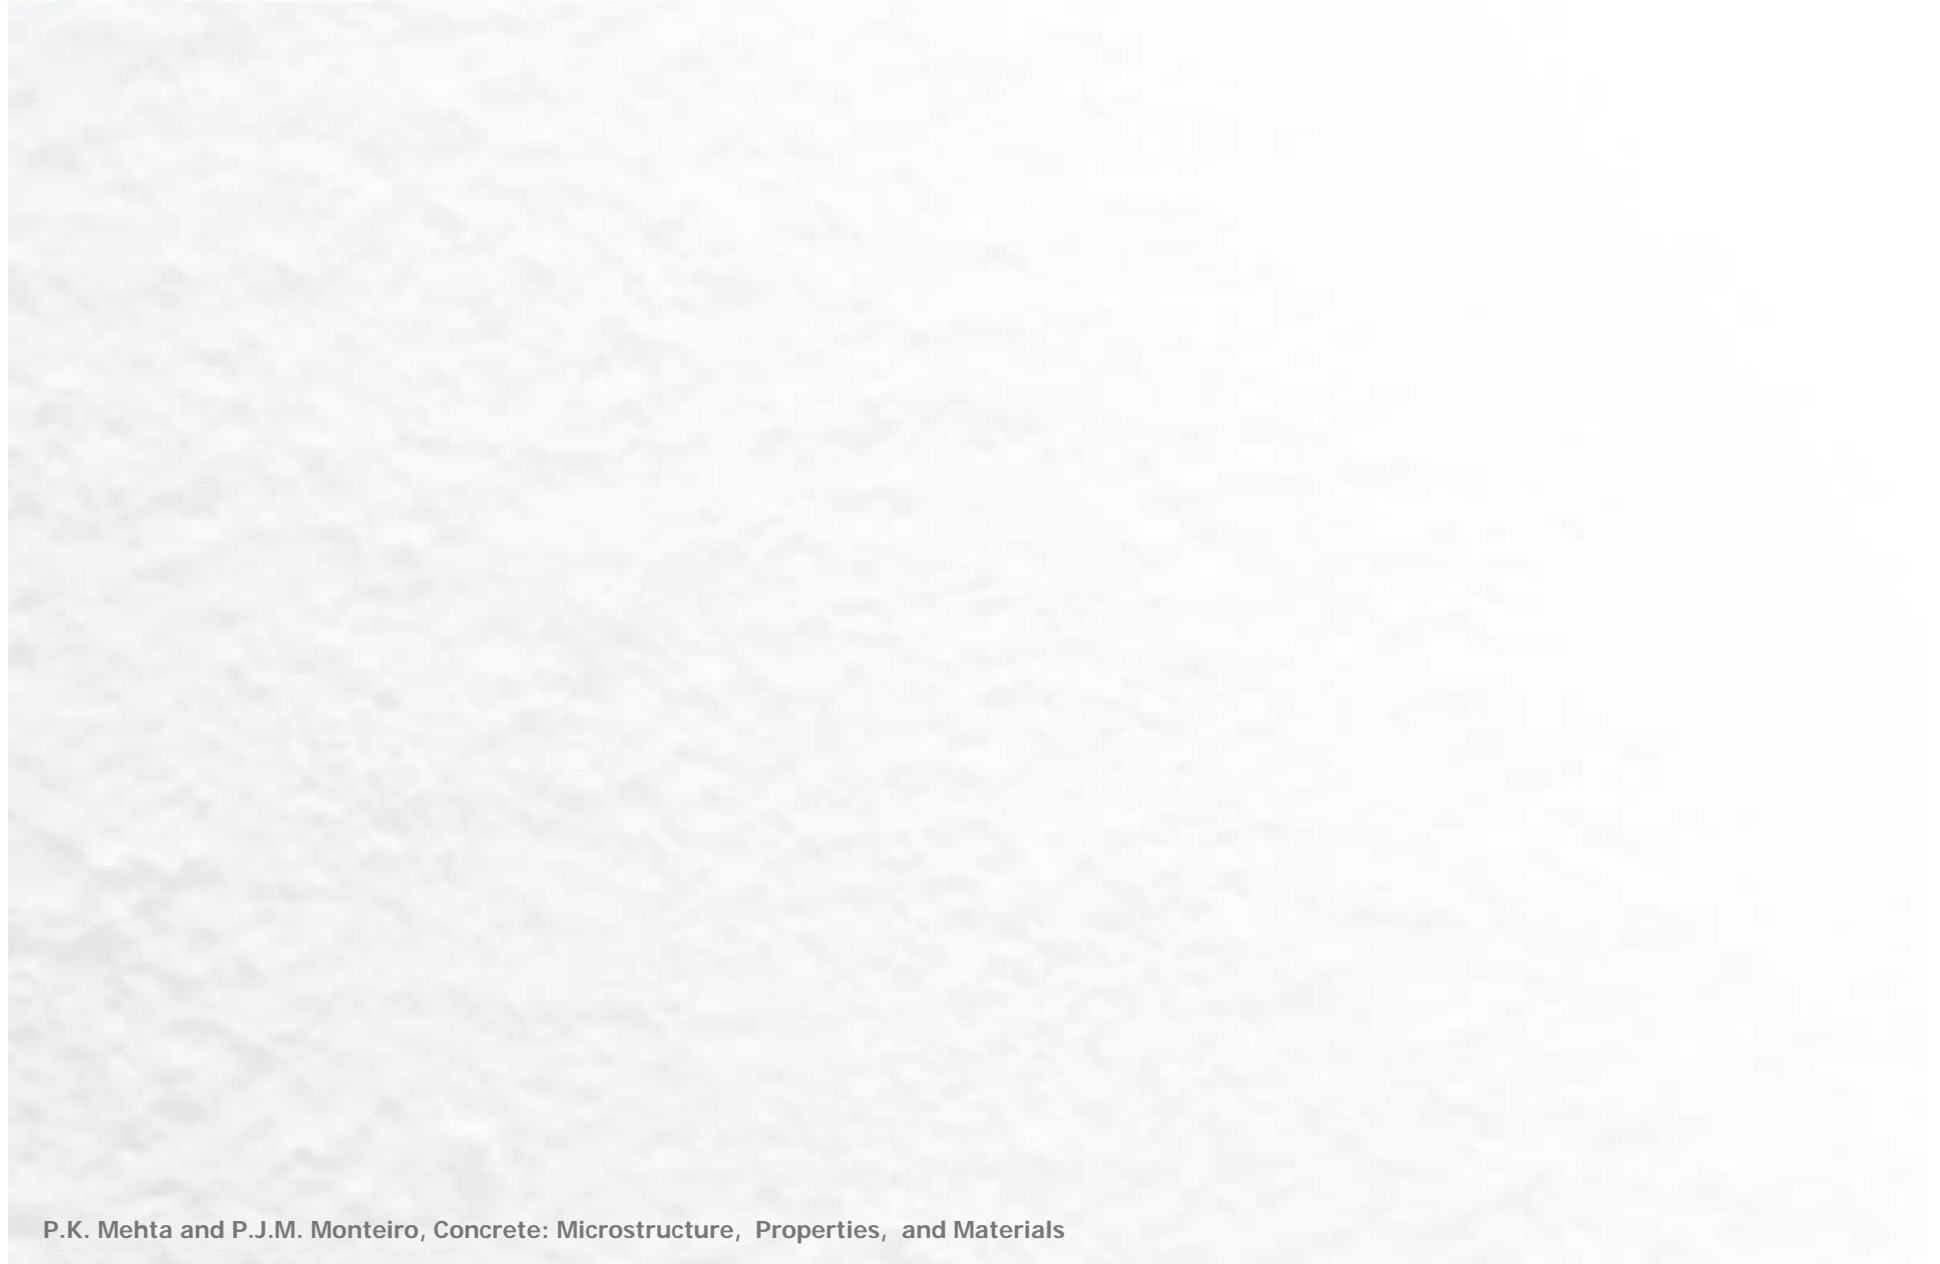 P.K. Mehta and P.J.M. Monteiro, Concrete: Microstructure, Properties, and Materials